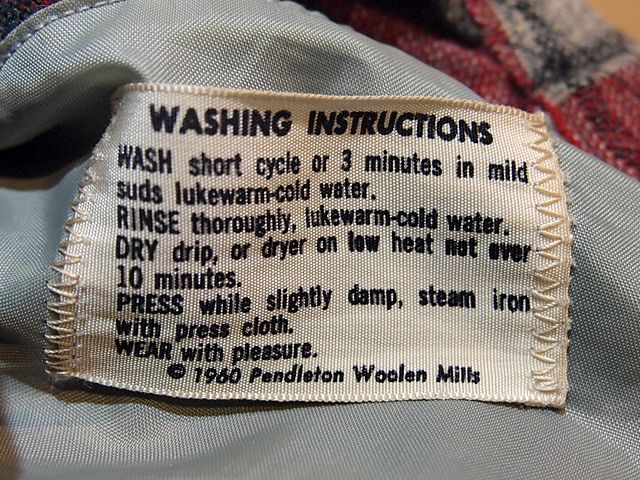 WASHING INSTRUCTIONS
WASH short cycle or 3 minutes in mild
suds lukewarm-cold water.
RINSE thoroughly, lukewarm-cold water.
DRY drip, or dryer on low heat not over
10 minutes.
PRESS while slightly damp, steam iron
with press cloth.
WEAR with pleasure.
© 1960 Pendleton Woolen Mills